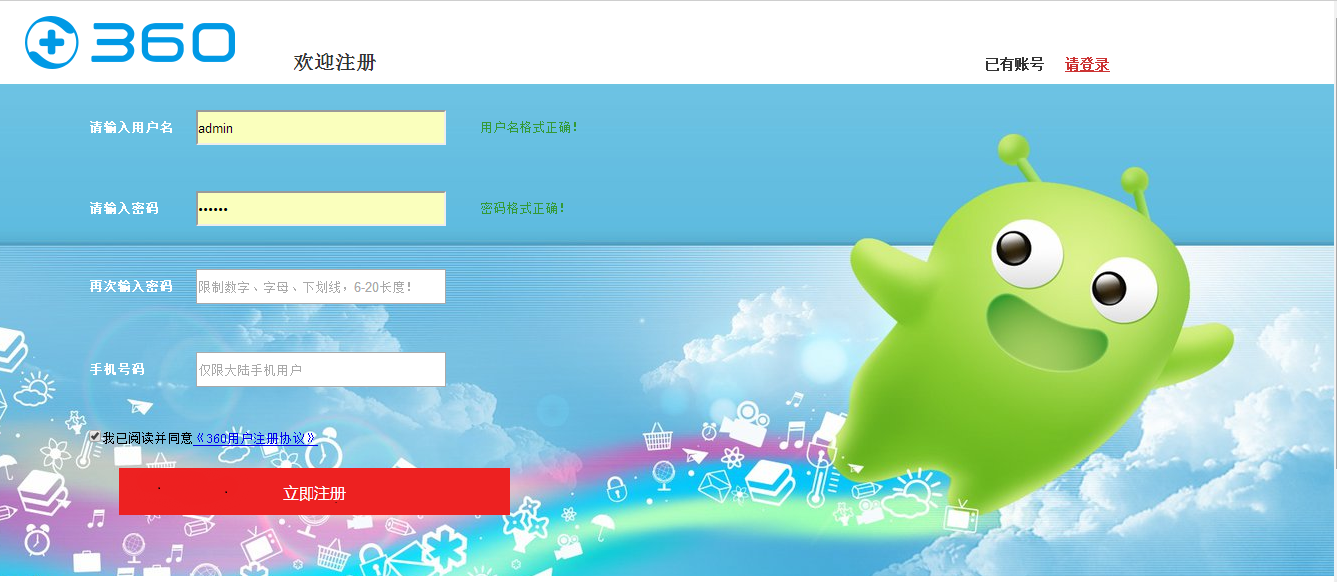 360
欢迎注册
已有账号 请登录
请输入用户名 admin 用户名格式正确!
请输入密码 •••••• 密码格式正确!
再次输入密码 限制数字、字母、下划线，6-20长度!
手机号码 仅限大陆手机用户
我已阅读并同意《360用户注册协议》
立即注册